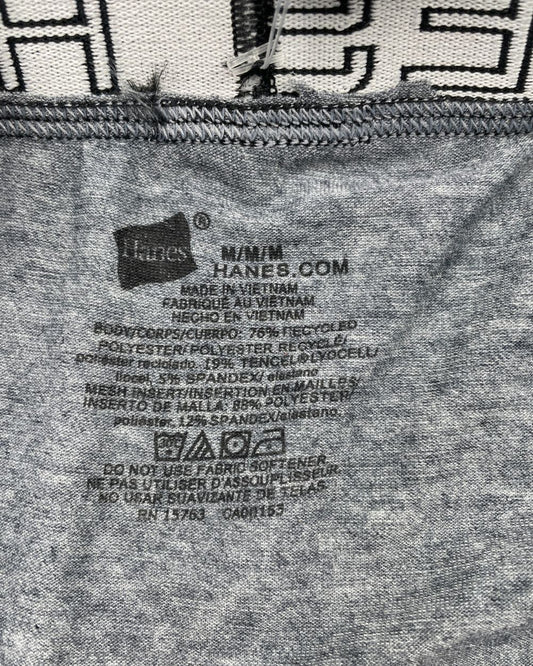 Hanes®
M/M/M
HANES.COM
MADE IN VIETNAM
FABRIQUÉ AU VIETNAM
HECHO EN VIETNAM
BODY/CORPS/CUERPO: 76% RECYCLED
POLYESTER/POLYESTER RECYCLÉ/
poliéster reciclado. 19% TENCEL®LYOCELL/
liocel. 5% SPANDEX/ elastano
MESH INSERT/INSERTION EN MAILLES/
INSERTO DE MALLA: 88% POLYESTER/
poliéster. 12% SPANDEX/elastano.
DO NOT USE FABRIC SOFTENER
NE PAS UTILISER D'ASSOUPLISSEUR
NO USAR SUAVIZANTE DE TELAS
RN 15763 CA00153